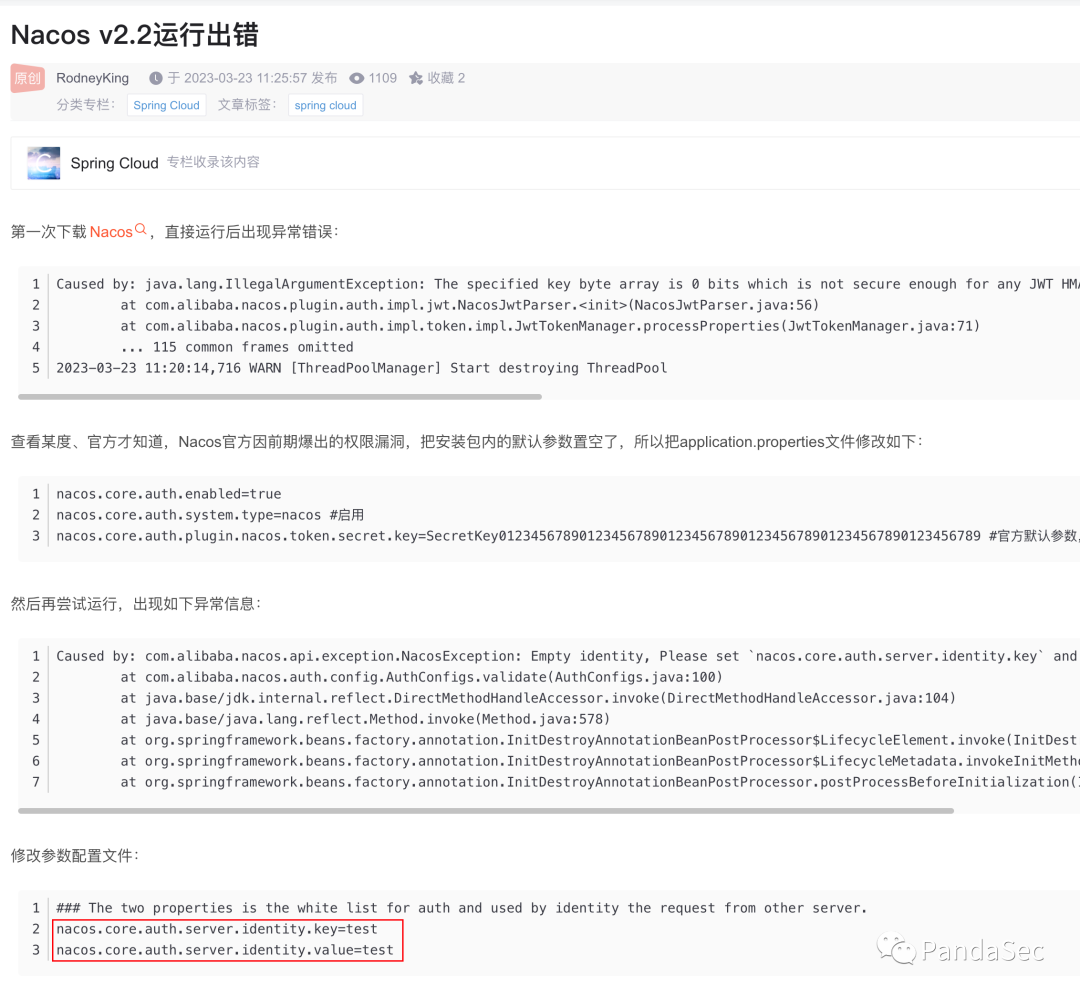 Nacos v2.2运行出错
原创 RodneyKing 于 2023-03-23 11:25:57 发布 1109 收藏 2
分类专栏： Spring Cloud 文章标签： spring cloud
Spring Cloud 专栏收录该内容
第一次下载 Nacos ，直接运行后出现异常错误：
1 Caused by: java.lang.IllegalArgumentException: The specified key byte array is 0 bits which is not secure enough for any JWT HMA
2 at com.alibaba.nacos.plugin.auth.impl.jwt.NacosJwtParser.<init>(NacosJwtParser.java:56)
3 at com.alibaba.nacos.plugin.auth.impl.token.impl.JwtTokenManager.processProperties(JwtTokenManager.java:71)
4 ... 115 common frames omitted
5 2023-03-23 11:20:14,716 WARN [ThreadPoolManager] Start destroying ThreadPool
查看某度、官方才知道，Nacos官方因前期爆出的权限漏洞，把安装包内的默认参数置空了，所以把application.properties文件修改如下：
1 nacos.core.auth.enabled=true
2 nacos.core.auth.system.type=nacos #启用
3 nacos.core.auth.plugin.nacos.token.secret.key=SecretKey012345678901234567890123456789012345678901234567890123456789 #官方默认参数，
然后再尝试运行，出现如下异常信息：
1 Caused by: com.alibaba.nacos.api.exception.NacosException: Empty identity, Please set `nacos.core.auth.server.identity.key` and
2 at com.alibaba.nacos.auth.config.AuthConfigs.validate(AuthConfigs.java:100)
3 at java.base/jdk.internal.reflect.DirectMethodHandleAccessor.invoke(DirectMethodHandleAccessor.java:104)
4 at java.base/java.lang.reflect.Method.invoke(Method.java:578)
5 at org.springframework.beans.factory.annotation.InitDestroyAnnotationBeanPostProcessor$LifecycleElement.invoke(InitDest
6 at org.springframework.beans.factory.annotation.InitDestroyAnnotationBeanPostProcessor$LifecycleMetadata.invokeInitMetho
7 at org.springframework.beans.factory.annotation.InitDestroyAnnotationBeanPostProcessor.postProcessBeforeInitialization(
修改参数配置文件：
1 ### The two properties is the white list for auth and used by identity the request from other server.
2 nacos.core.auth.server.identity.key=test
3 nacos.core.auth.server.identity.value=test
PandaSec